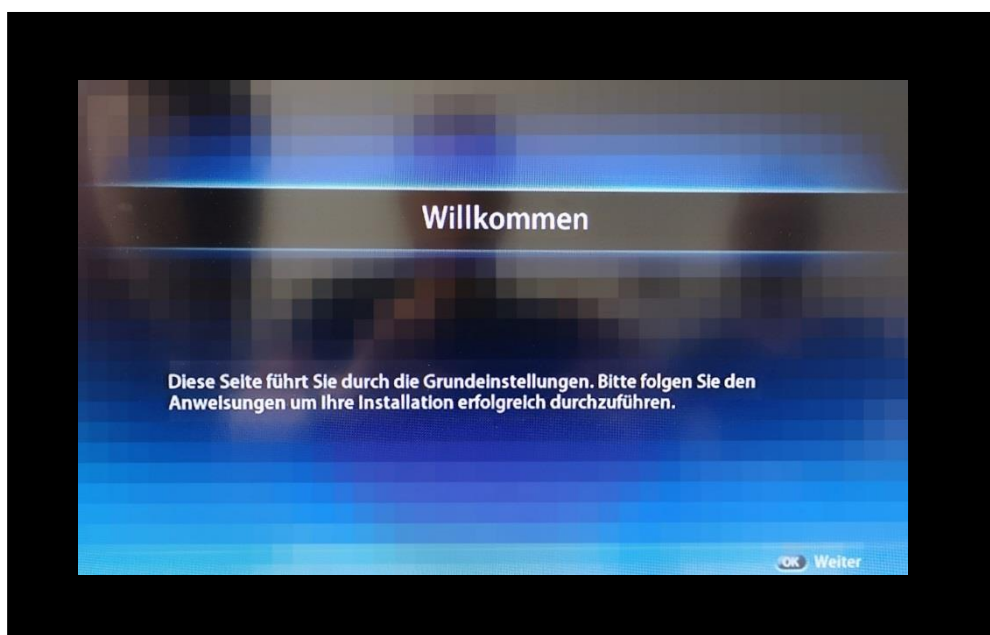 Willkommen
Diese Seite führt Sie durch die Grundeinstellungen. Bitte folgen Sie den
Anweisungen um Ihre Installation erfolgreich durchzuführen.
OK Weiter